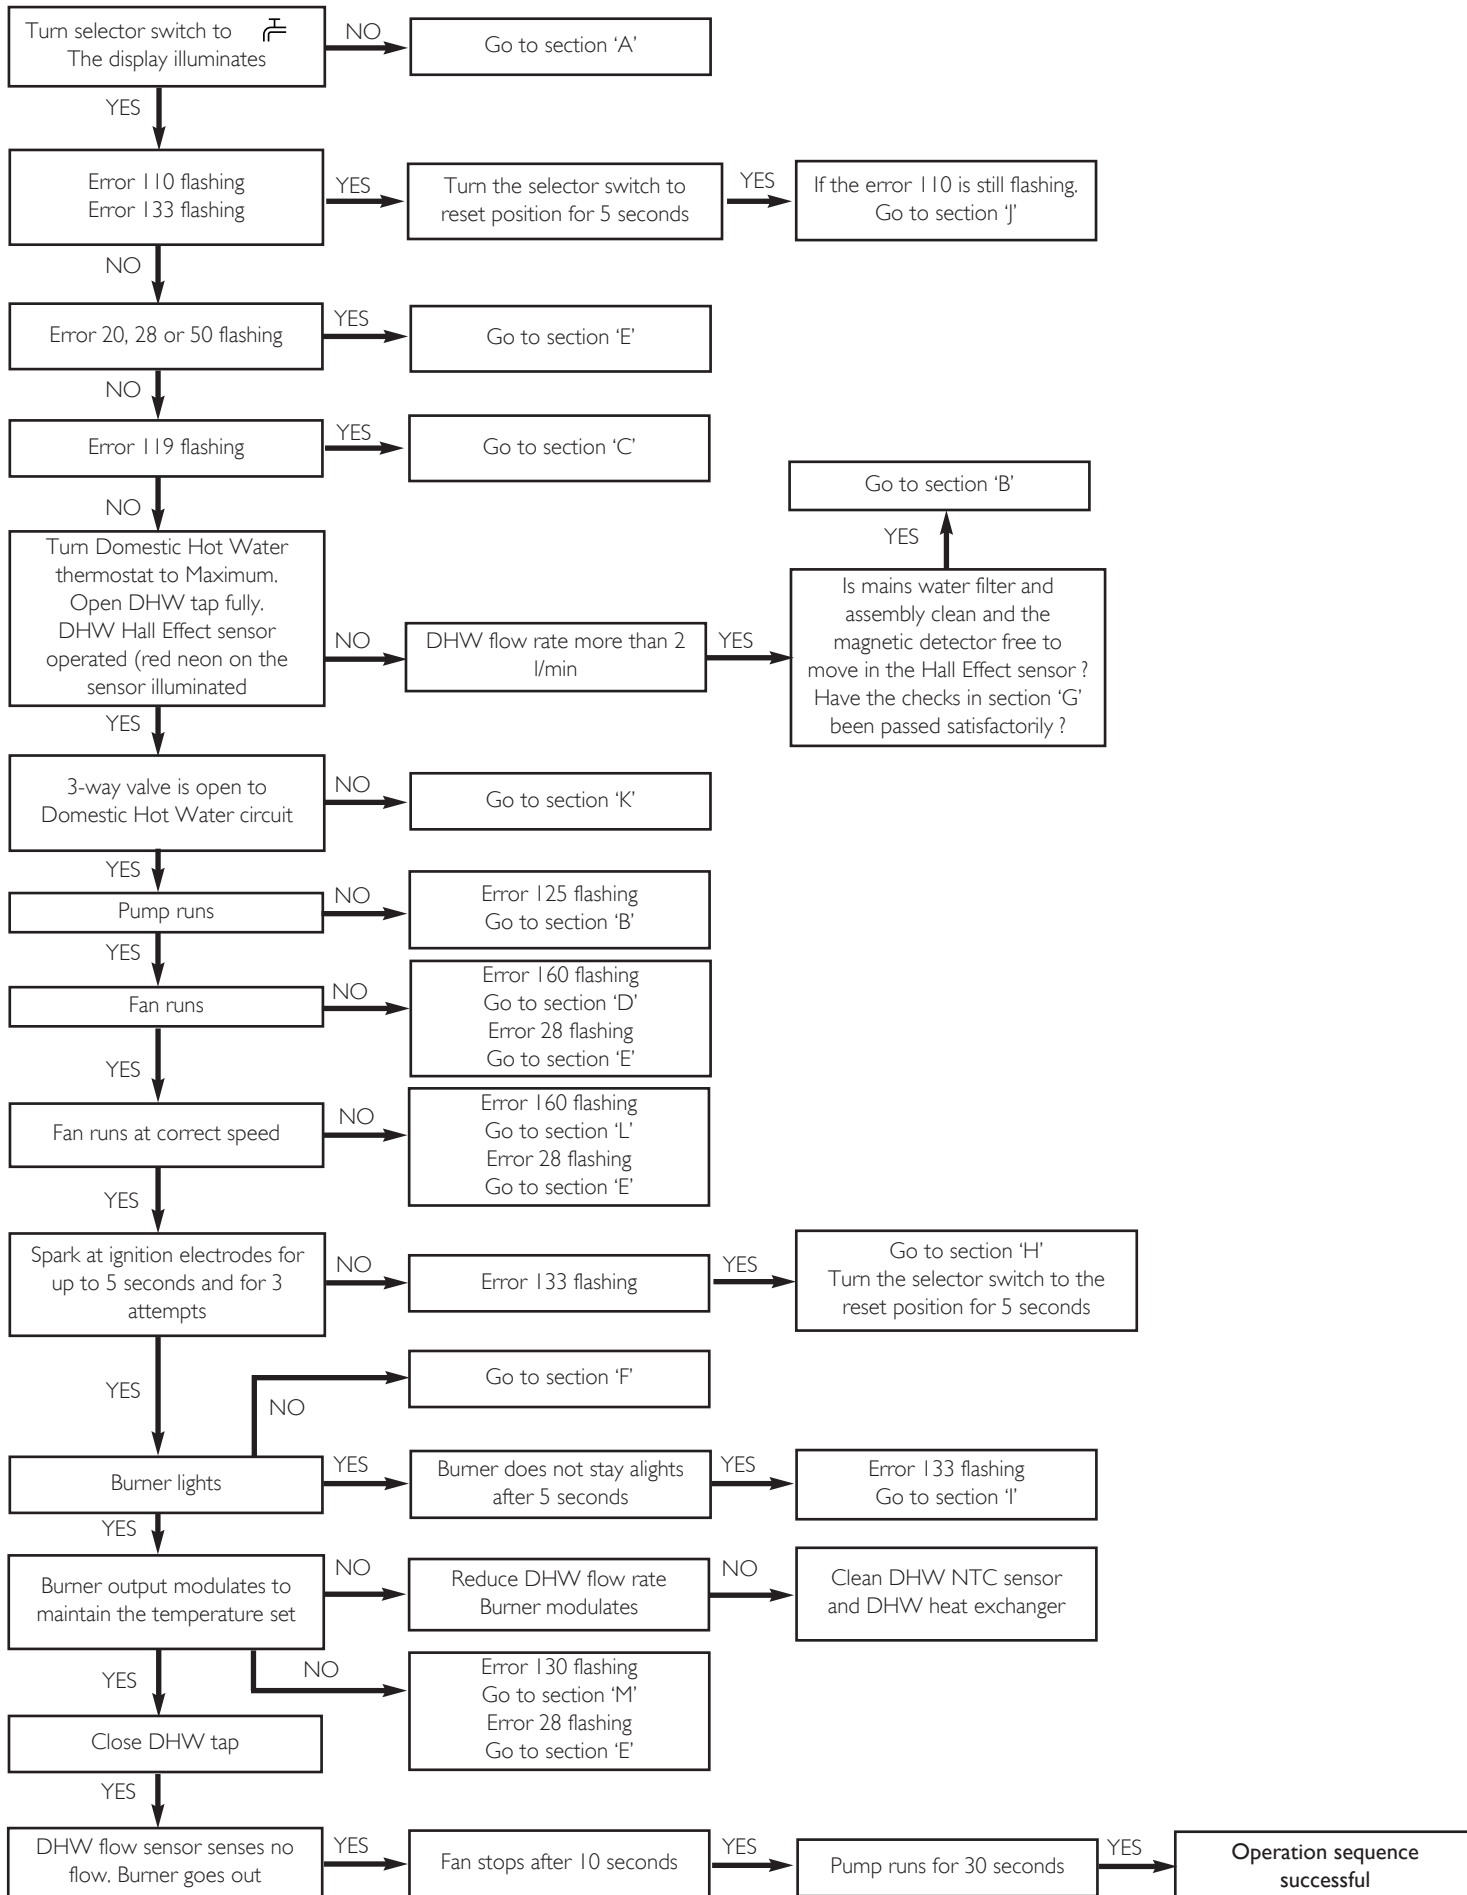 Turn selector switch to
The display illuminates
NO
Go to section ‘A’
YES
Error 110 flashing
Error 133 flashing
YES
Turn the selector switch to
reset position for 5 seconds
YES
If the error 110 is still flashing.
Go to section ‘J’
NO
Error 20, 28 or 50 flashing
YES
Go to section ‘E’
NO
Error 119 flashing
YES
Go to section ‘C’
NO
Turn Domestic Hot Water
thermostat to Maximum.
Open DHW tap fully.
DHW Hall Effect sensor
operated (red neon on the
sensor illuminated
NO
DHW flow rate more than 2
l/min
YES
Is mains water filter and
assembly clean and the
magnetic detector free to
move in the Hall Effect sensor ?
Have the checks in section ‘G’
been passed satisfactorily ?
YES
Go to section ‘B’
YES
3-way valve is open to
Domestic Hot Water circuit
NO
Go to section ‘K’
YES
Pump runs
NO
Error 125 flashing
Go to section ‘B’
YES
Fan runs
NO
Error 160 flashing
Go to section ‘D’
Error 28 flashing
Go to section ‘E’
YES
Fan runs at correct speed
NO
Error 160 flashing
Go to section ‘L’
Error 28 flashing
Go to section ‘E’
YES
Spark at ignition electrodes for
up to 5 seconds and for 3
attempts
NO
Error 133 flashing
YES
Go to section ‘H’
Turn the selector switch to the
reset position for 5 seconds
YES
NO
Go to section ‘F’
Burner lights
YES
Burner does not stay alights
after 5 seconds
YES
Error 133 flashing
Go to section ‘I’
YES
Burner output modulates to
maintain the temperature set
NO
Reduce DHW flow rate
Burner modulates
NO
Clean DHW NTC sensor
and DHW heat exchanger
YES
NO
Error 130 flashing
Go to section ‘M’
Error 28 flashing
Go to section ‘E’
Close DHW tap
YES
DHW flow sensor senses no
flow. Burner goes out
YES
Fan stops after 10 seconds
YES
Pump runs for 30 seconds
YES
Operation sequence
successful